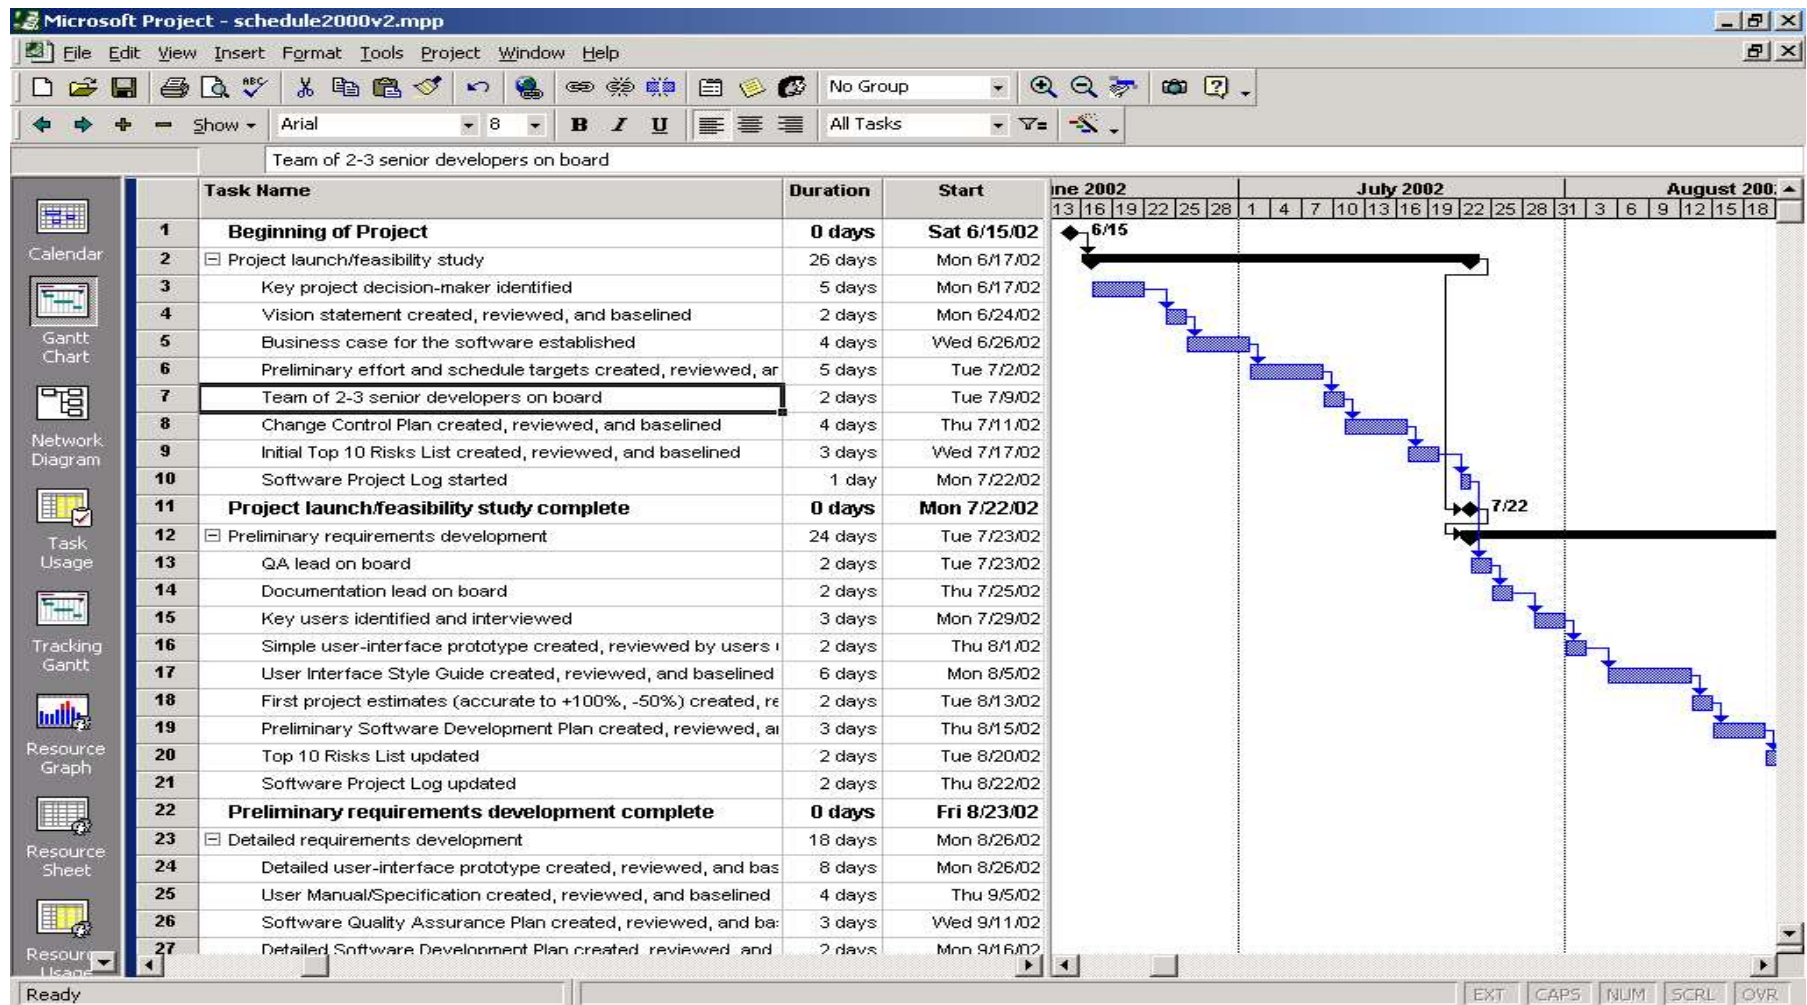 Microsoft Project - schedule2000v2.mpp
File Edit View Insert Format Tools Project Window Help
ABC No Group
Show Arial 8 B I U All Tasks
Team of 2-3 senior developers on board
Calendar
Gantt
Chart
Network
Diagram
Task
Usage
Tracking
Gantt
Resource
Graph
Resource
Sheet
Resour
Usage
Task Name Duration Start
1 Beginning of Project 0 days Sat 6/15/02
2 Project launch/feasibility study 26 days Mon 6/17/02
3 Key project decision-maker identified 5 days Mon 6/17/02
4 Vision statement created, reviewed, and baselined 2 days Mon 6/24/02
5 Business case for the software established 4 days Wed 6/26/02
6 Preliminary effort and schedule targets created, reviewed, ar 5 days Tue 7/2/02
7 Team of 2-3 senior developers on board 2 days Tue 7/9/02
8 Change Control Plan created, reviewed, and baselined 4 days Thu 7/11/02
9 Initial Top 10 Risks List created, reviewed, and baselined 3 days Wed 7/17/02
10 Software Project Log started 1 day Mon 7/22/02
11 Project launch/feasibility study complete 0 days Mon 7/22/02
12 Preliminary requirements development 24 days Tue 7/23/02
13 QA lead on board 2 days Tue 7/23/02
14 Documentation lead on board 2 days Thu 7/25/02
15 Key users identified and interviewed 3 days Mon 7/29/02
16 Simple user-interface prototype created, reviewed by users 2 days Thu 8/1/02
17 User Interface Style Guide created, reviewed, and baselined 6 days Mon 8/5/02
18 First project estimates (accurate to +100%, -50%) created, re 2 days Tue 8/13/02
19 Preliminary Software Development Plan created, reviewed, ar 3 days Thu 8/15/02
20 Top 10 Risks List updated 2 days Tue 8/20/02
21 Software Project Log updated 2 days Thu 8/22/02
22 Preliminary requirements development complete 0 days Fri 8/23/02
23 Detailed requirements development 18 days Mon 8/26/02
24 Detailed user-interface prototype created, reviewed, and bas 8 days Mon 8/26/02
25 User Manual/Specification created, reviewed, and baselined 4 days Thu 9/5/02
26 Software Quality Assurance Plan created, reviewed, and ba 3 days Wed 9/11/02
27 Detailed Software Development Plan created, reviewed, and 2 days Mon 9/16/02
ne 2002 July 2002 August 200
13 16 19 22 25 28 1 4 7 10 13 16 19 22 25 28 31 3 6 9 12 15 18
6/15
7/22
Ready EXT CAPS NUM SCRL OVR